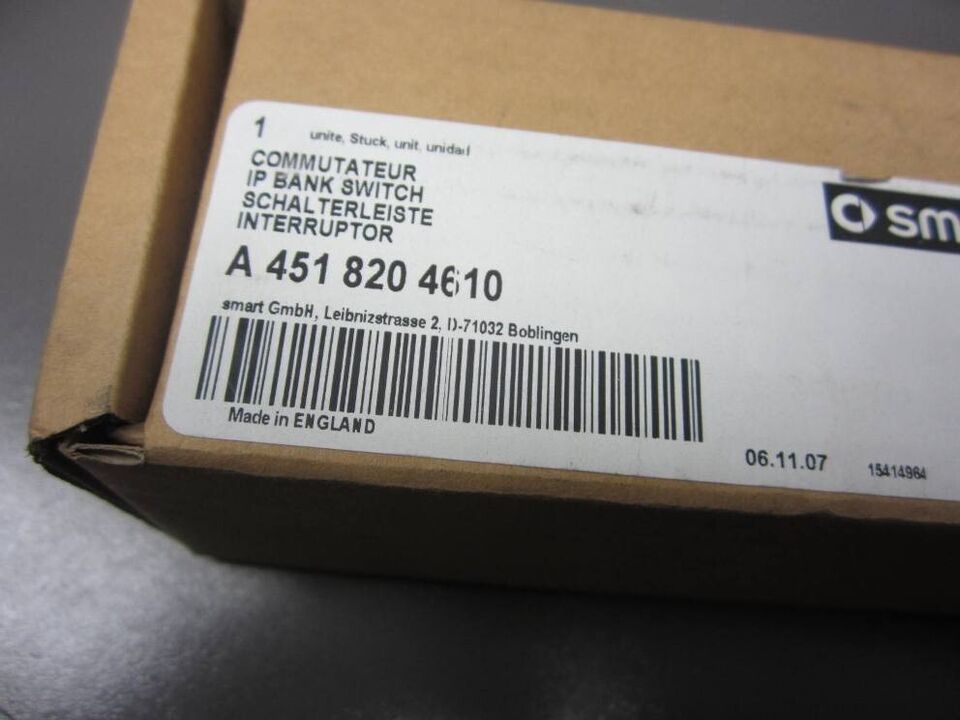 1 unite, Stuck, unit, unidad
COMMUTATEUR
IP BANK SWITCH
SCHALTERLEISTE
INTERRUPTOR
A 451 820 4610
smart GmbH, Leibnizstrasse 2, D-71032 Boblingen
Made in ENGLAND
06.11.07
15414964
sm